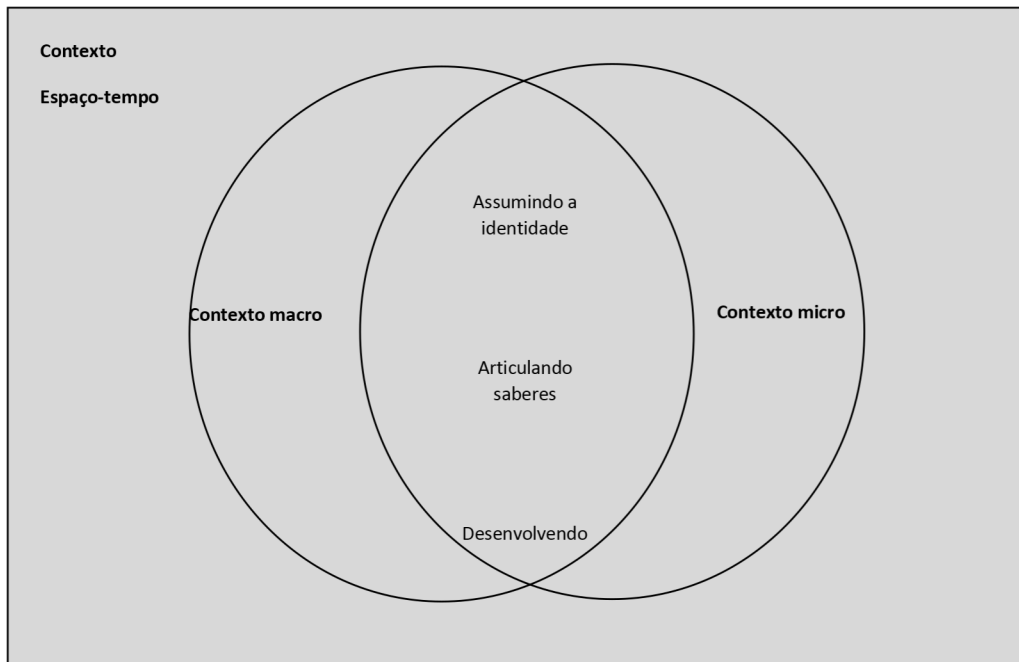 Contexto
Espaço-tempo
Assumindo a
identidade
Contexto macro
Contexto micro
Articulando
saberes
Desenvolvendo